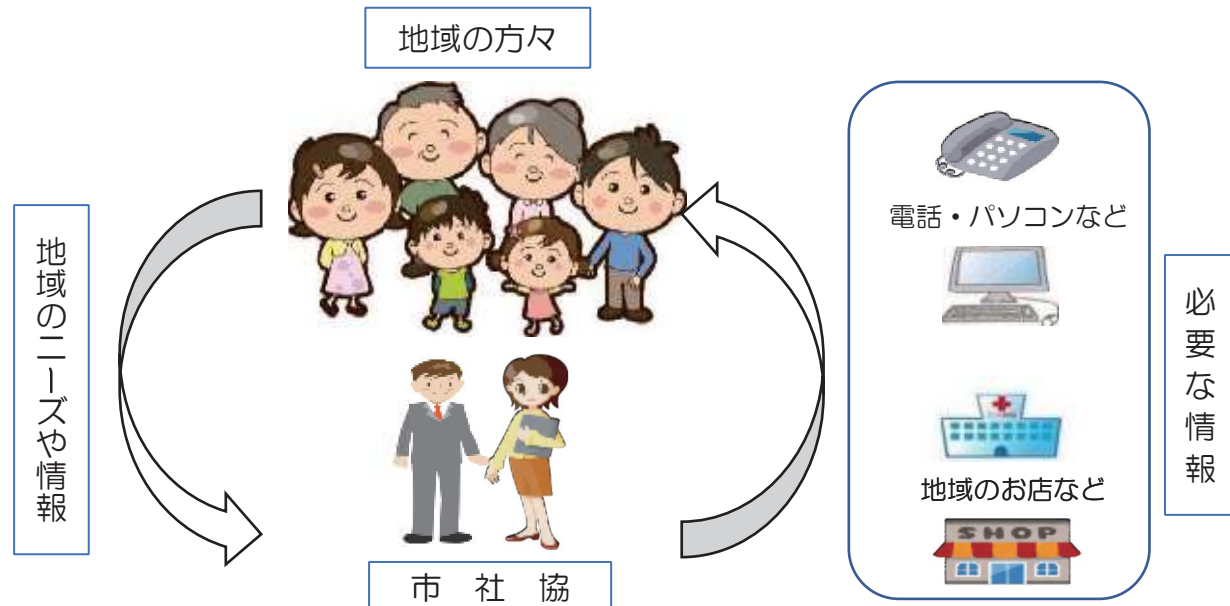 地域の方々
電話・パソコンなど
地域のニーズや情報
必要な情報
地域のお店など
SHOP
市社協